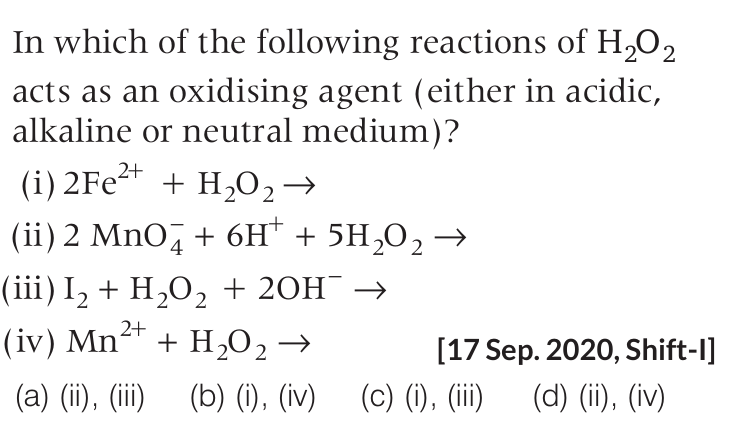 In which of the following reactions of H₂O₂
acts as an oxidising agent (either in acidic,
alkaline or neutral medium)?
(i) 2Fe²⁺ + H₂O₂ →
(ii) 2 MnO₄⁻ + 6H⁺ + 5H₂O₂ →
(iii) I₂ + H₂O₂ + 2OH⁻ →
(iv) Mn²⁺ + H₂O₂ → [17 Sep. 2020, Shift-I]
(a) (ii), (iii) (b) (i), (iv) (c) (i), (iii) (d) (ii), (iv)